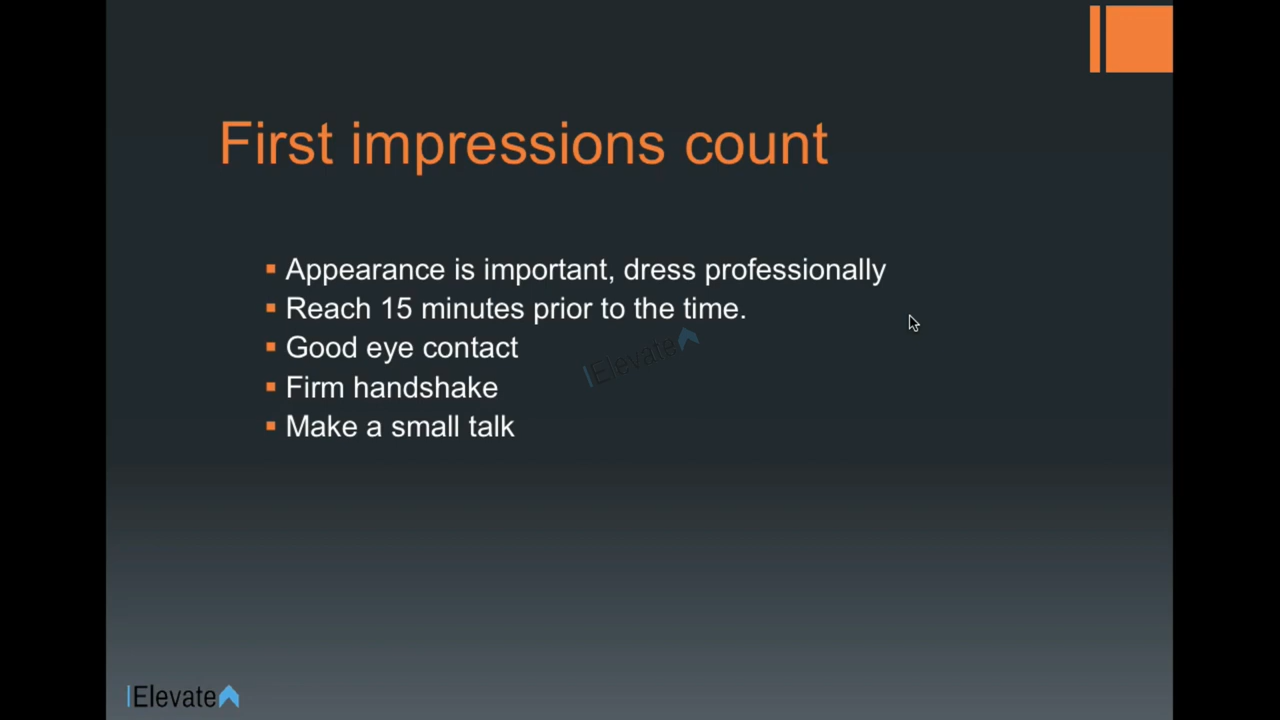 First impressions count
Appearance is important, dress professionally
Reach 15 minutes prior to the time.
Good eye contact
Firm handshake
Make a small talk
Elevate
Elevate